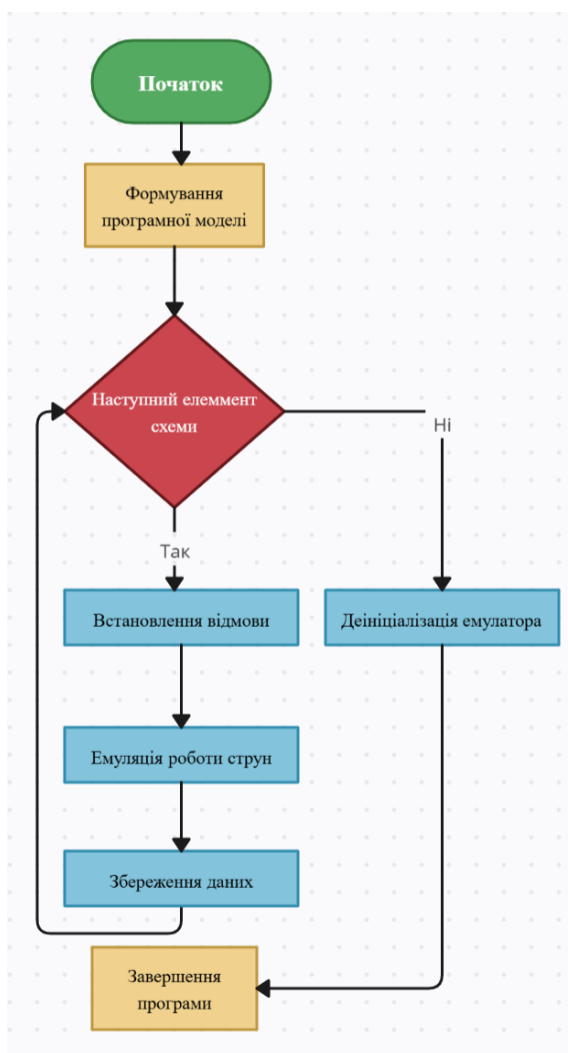 Початок
Формування
програмної моделі
Наступний елеммент
схеми
Ні
Так
Встановлення відмови
Деініціалізація емулатора
Емуляція роботи струн
Збереження даних
Завершення
програми